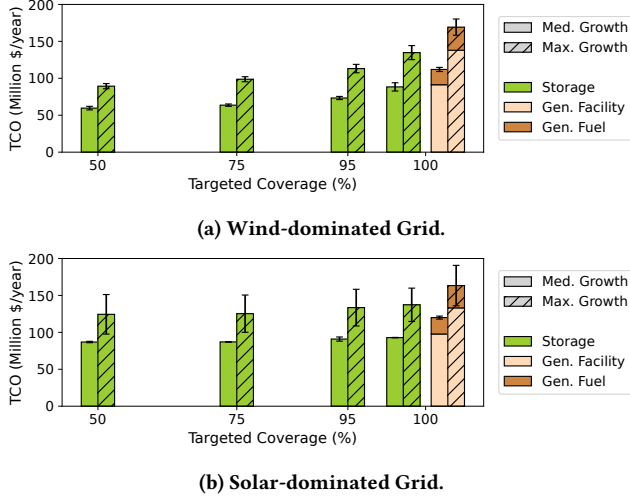 200
150
100
50
0
TCO (Million $/year)
50
75
95
100
Targeted Coverage (%)
Med. Growth
Max. Growth
Storage
Gen. Facility
Gen. Fuel
(a) Wind-dominated Grid.
200
150
100
50
0
TCO (Million $/year)
50
75
95
100
Targeted Coverage (%)
Med. Growth
Max. Growth
Storage
Gen. Facility
Gen. Fuel
(b) Solar-dominated Grid.